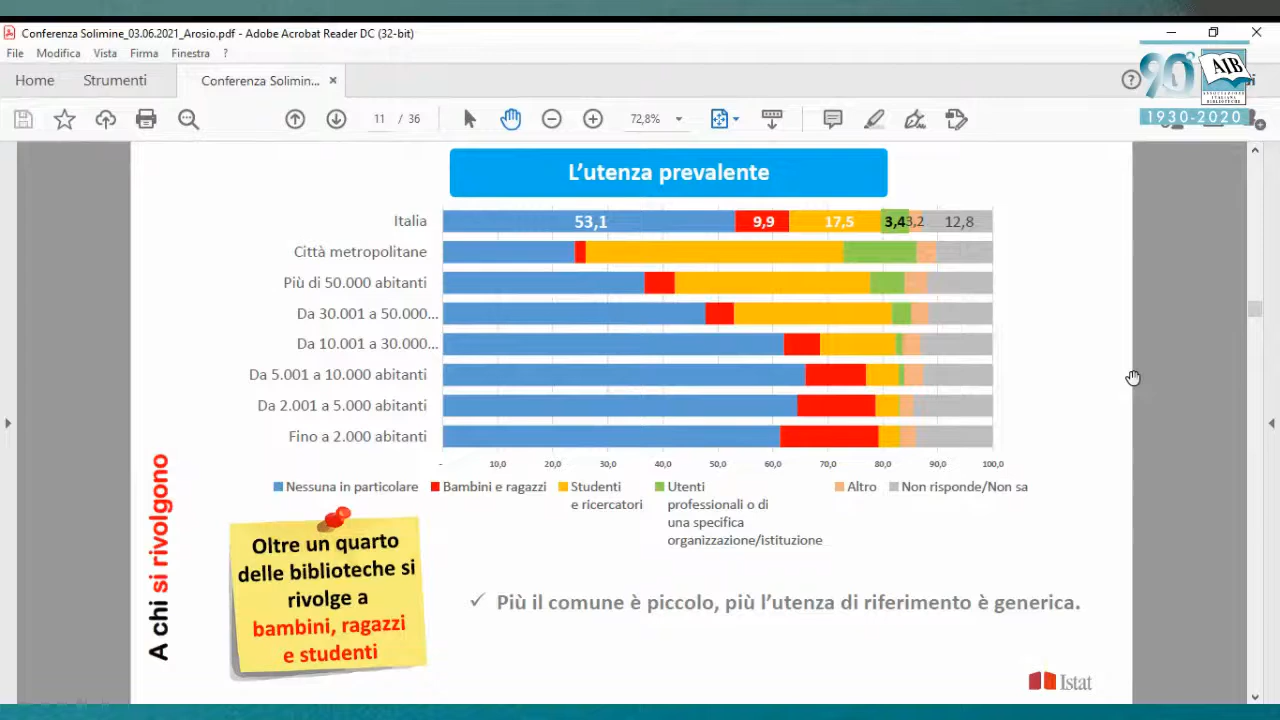 Conferenza Solimine_03.06.2021_Arosio.pdf - Adobe Acrobat Reader DC (32-bit)
File Modifica Vista Firma Finestra ?
Home Strumenti Conferenza Solimin... ×
11 / 36 72,8%
90°
AIB
ASSOCIAZIONE
ITALIANA
BIBLIOTECHE
1930-2020
L'utenza prevalente
Italia 53,1 9,9 17,5 3,4 3,2 12,8
Città metropolitane
Più di 50.000 abitanti
Da 30.001 a 50.000...
Da 10.001 a 30.000...
Da 5.001 a 10.000 abitanti
Da 2.001 a 5.000 abitanti
Fino a 2.000 abitanti
- 10,0 20,0 30,0 40,0 50,0 60,0 70,0 80,0 90,0 100,0
Nessuna in particolare
Bambini e ragazzi
Studenti
e ricercatori
Utenti
professionali o di
una specifica
organizzazione/istituzione
Altro
Non risponde/Non sa
A chi si rivolgono
Oltre un quarto
delle biblioteche si
rivolge a
bambini, ragazzi
e studenti
✓ Più il comune è piccolo, più l'utenza di riferimento è generica.
Istat